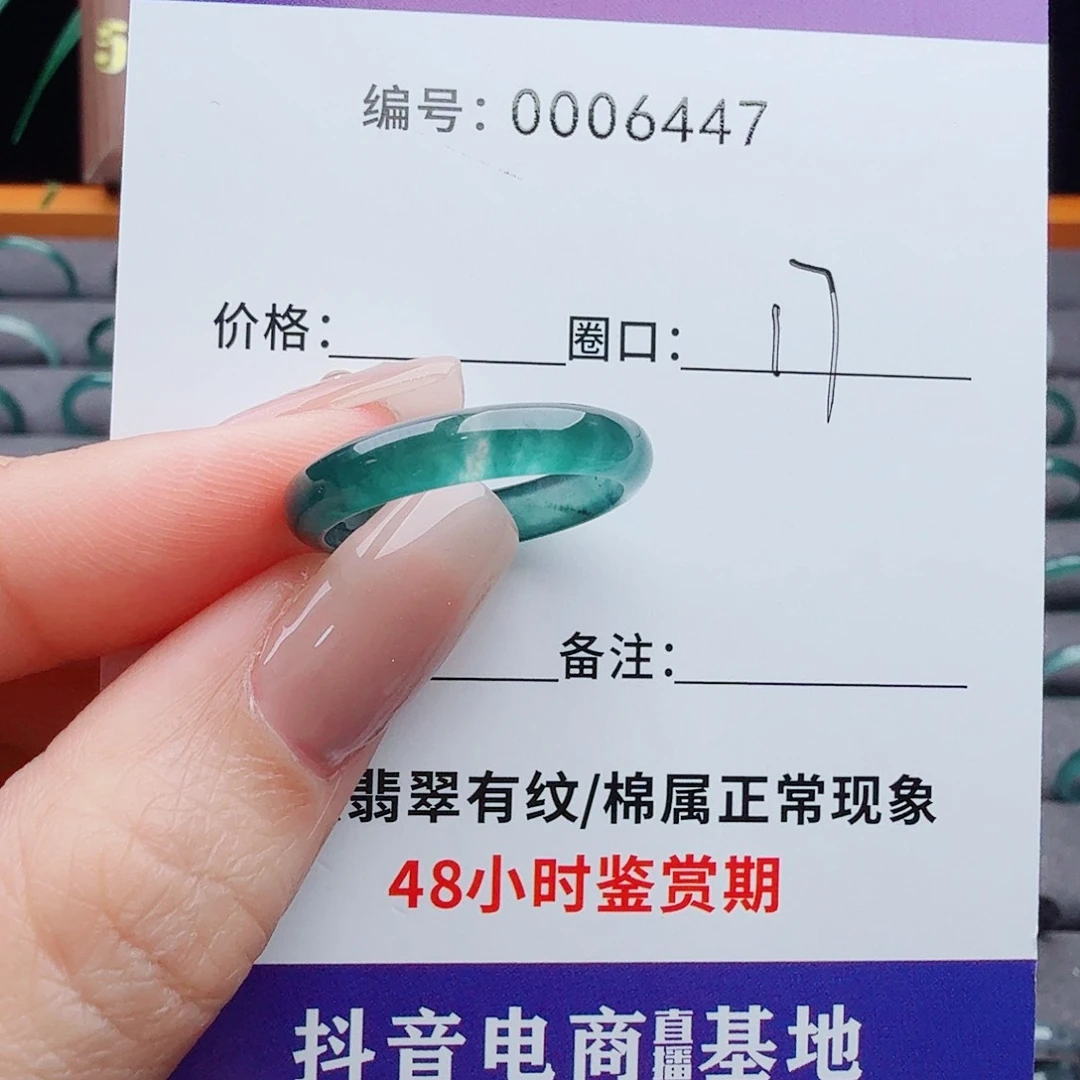 5
编号：0006447
价格： 圈口：17
备注：
翡翠有纹/棉属正常现象
48小时鉴赏期
抖音电商直播基地